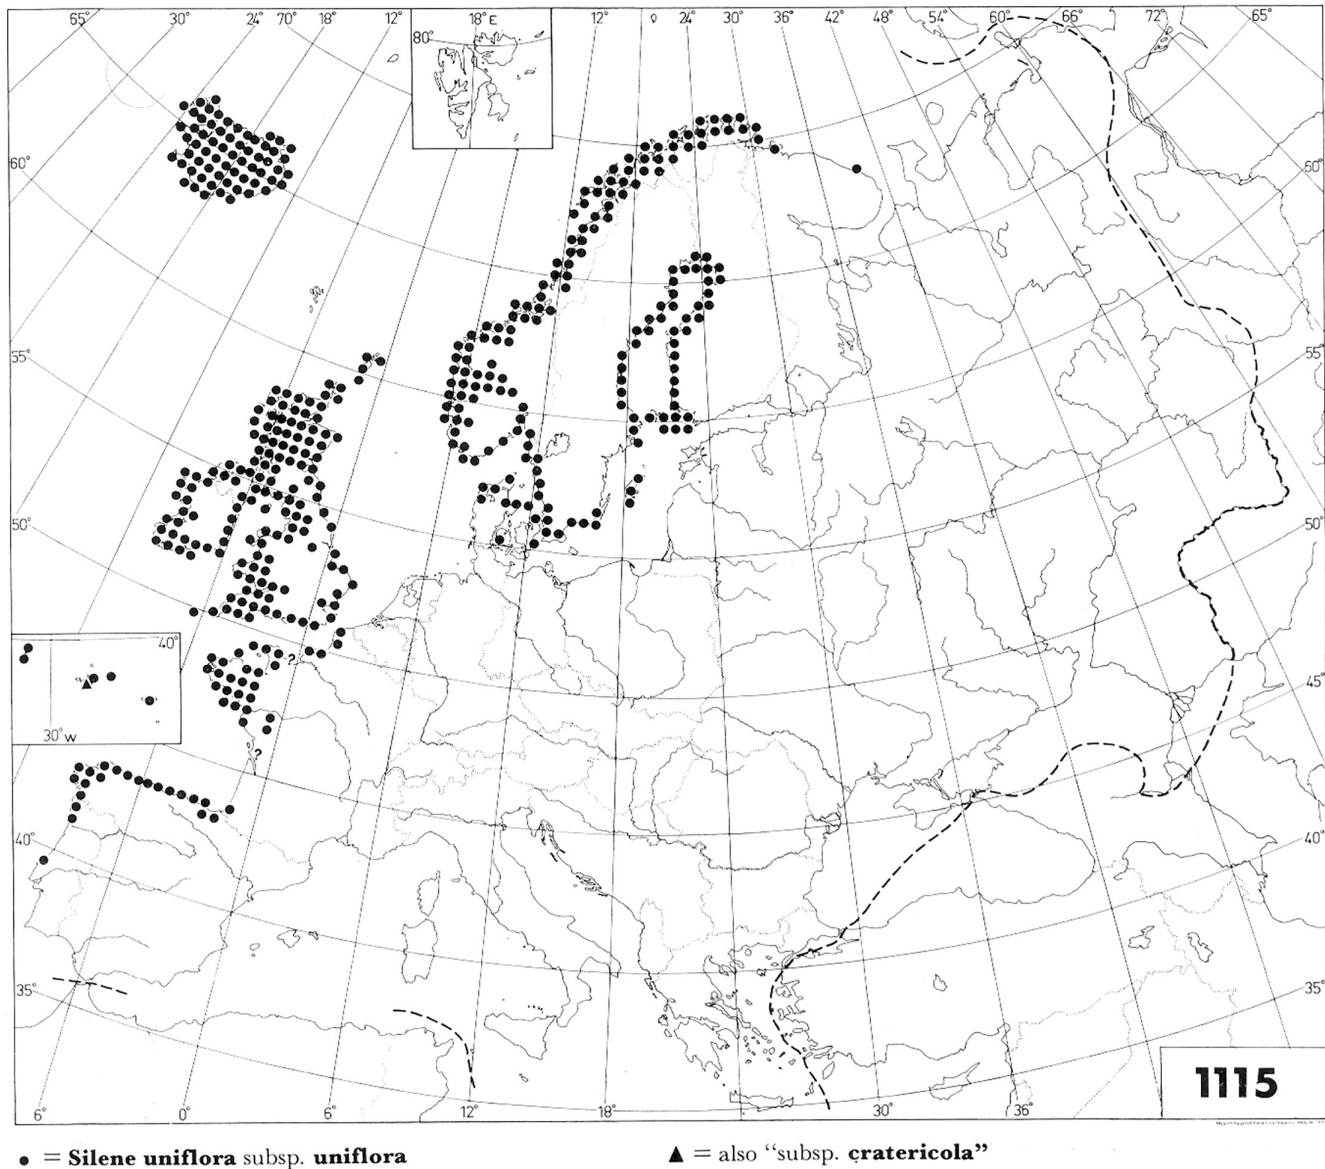 65° 30° 24° 70° 18° 12° 18° E 12° 0 24° 30° 36° 42° 48° 54° 60° 66° 72° 65°
80°
60° 60°
55° 55°
50° 50°
40°
?
45°
30° W
?
40° 40°
35° 35°
1115
6° 0° 6° 12° 18° 24° 30° 36°
● = Silene uniflora subsp. uniflora ▲ = also “subsp. cratericola”